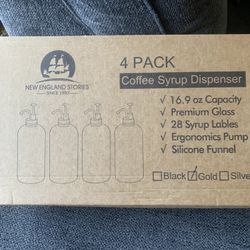 NEW ENGLAND STORIES
SINCE 1997
4 PACK
Coffee Syrup Dispenser
✓ 16.9 oz Capacity
✓ Premium Glass
✓ 28 Syrup Lables
✓ Ergonomics Pump
✓ Silicone Funnel
Black Gold Silve